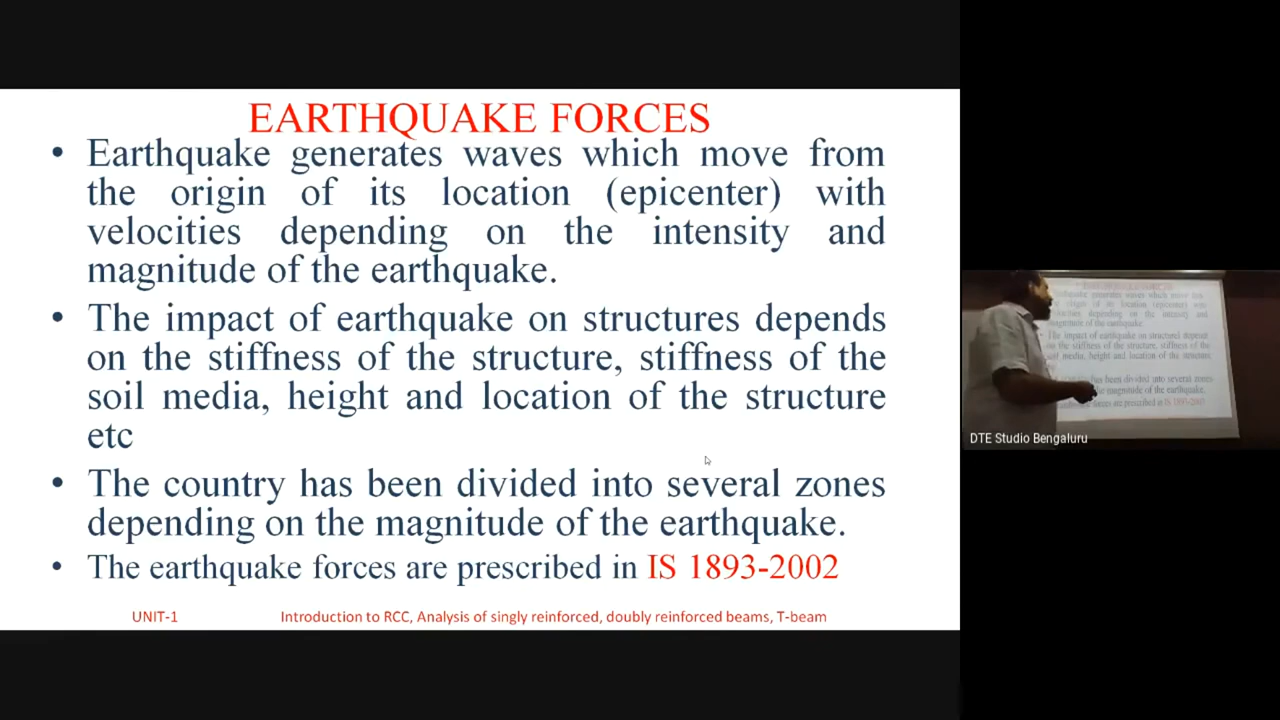 EARTHQUAKE FORCES
• Earthquake generates waves which move from
the origin of its location (epicenter) with
velocities depending on the intensity and
magnitude of the earthquake.
• The impact of earthquake on structures depends
on the stiffness of the structure, stiffness of the
soil media, height and location of the structure
etc
• The country has been divided into several zones
depending on the magnitude of the earthquake.
• The earthquake forces are prescribed in IS 1893-2002
UNIT-1 Introduction to RCC, Analysis of singly reinforced, doubly reinforced beams, T-beam
DTE Studio Bengaluru